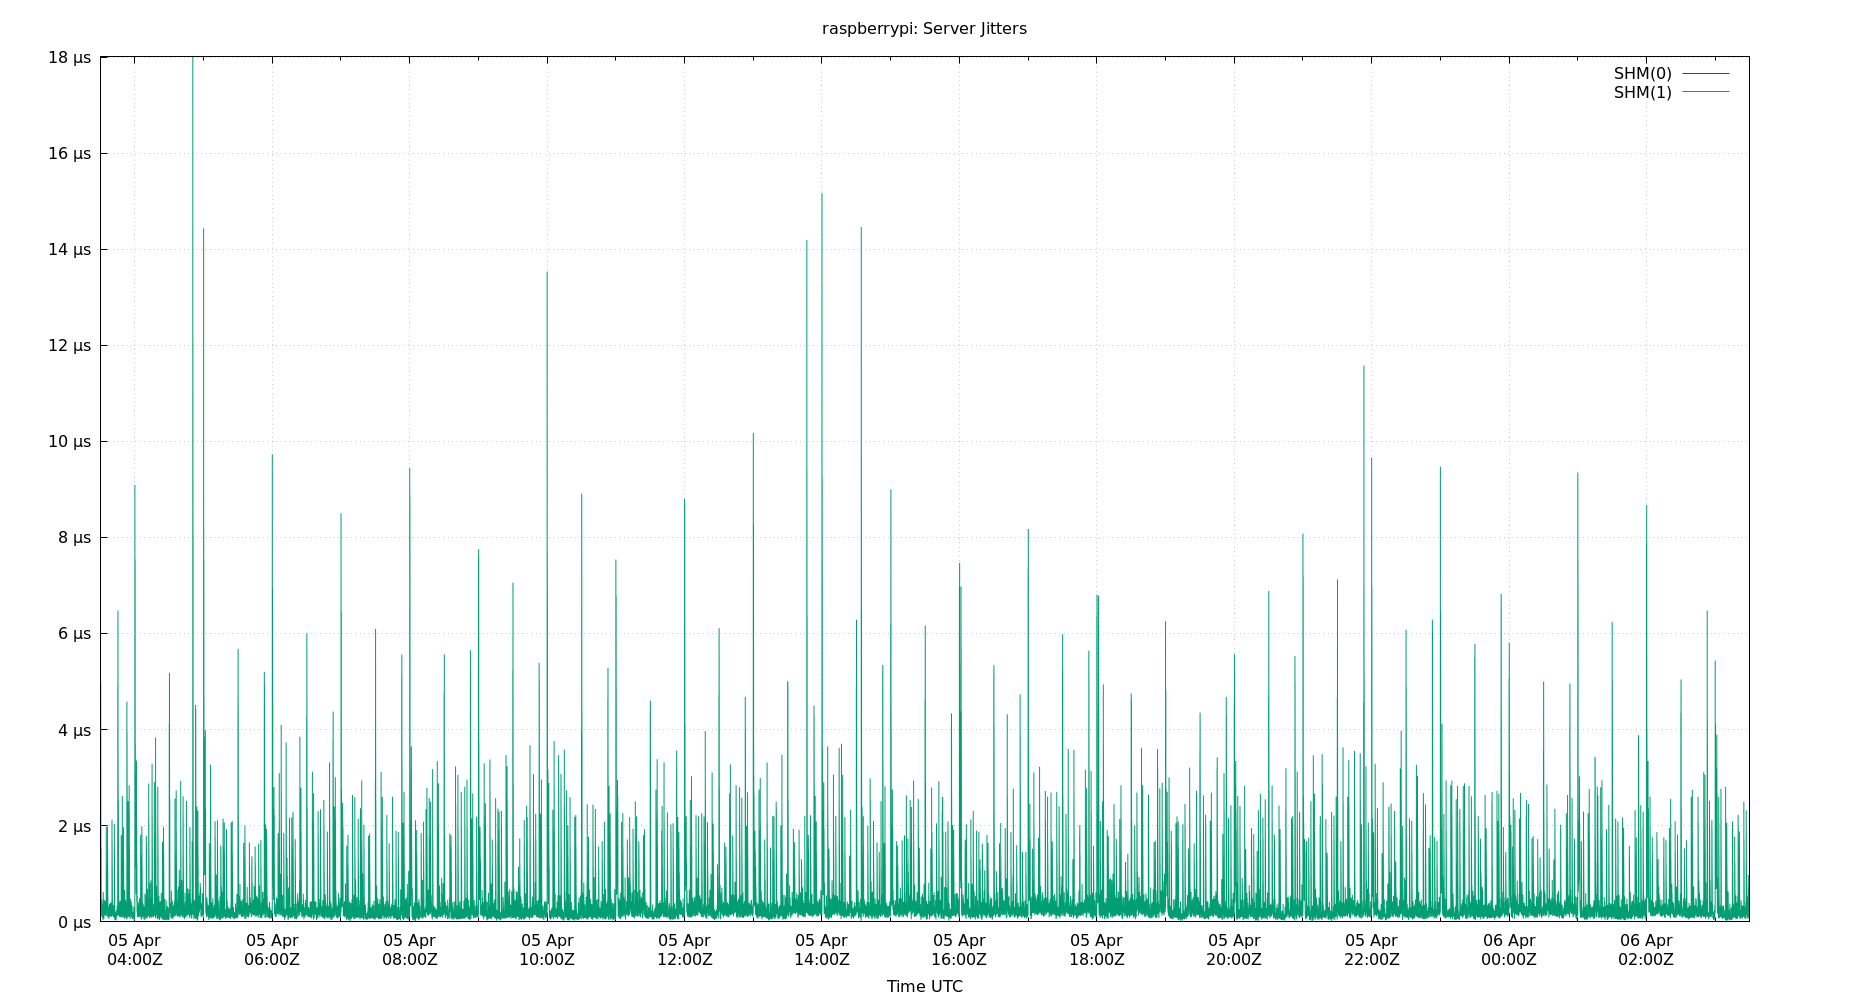 raspberrypi: Server Jitters
18 µs
16 µs
14 µs
12 µs
10 µs
8 µs
6 µs
4 µs
2 µs
0 µs
SHM(0)
SHM(1)
05 Apr 05 Apr 05 Apr 05 Apr 05 Apr 05 Apr 05 Apr 05 Apr 05 Apr 05 Apr 06 Apr 06 Apr
04:00Z 06:00Z 08:00Z 10:00Z 12:00Z 14:00Z 16:00Z 18:00Z 20:00Z 22:00Z 00:00Z 02:00Z
Time UTC